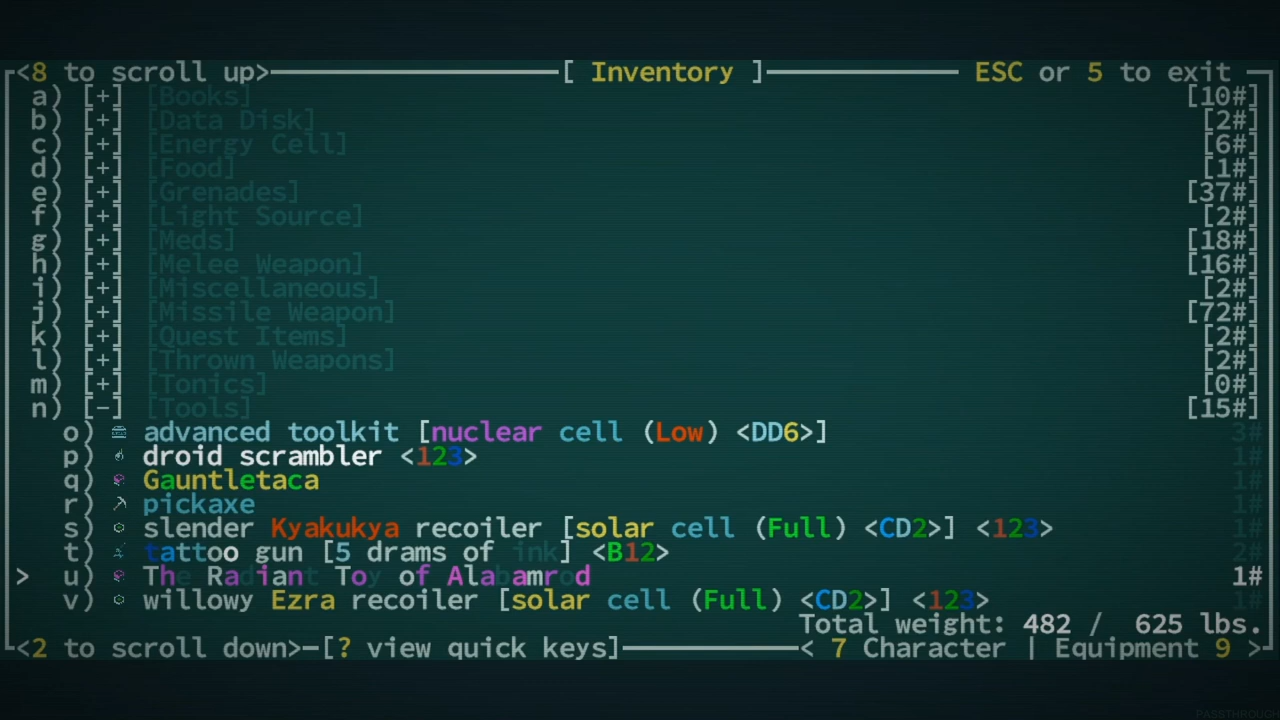 <8 to scroll up> [ Inventory ] ESC or 5 to exit
a) [+] [Books] [10#]
b) [+] [Data Disk] [2#]
c) [+] [Energy Cell] [6#]
d) [+] [Food] [1#]
e) [+] [Grenades] [37#]
f) [+] [Light Source] [2#]
g) [+] [Meds] [18#]
h) [+] [Melee Weapon] [16#]
i) [+] [Miscellaneous] [2#]
j) [+] [Missile Weapon] [72#]
k) [+] [Quest Items] [2#]
l) [+] [Thrown Weapons] [2#]
m) [+] [Tonics] [0#]
n) [-] [Tools] [15#]
o) advanced toolkit [nuclear cell (Low) <DD6>] 3#
p) droid scrambler <123> 1#
q) Gauntletaca 1#
r) pickaxe 1#
s) slender Kyakukya recoiler [solar cell (Full) <CD2>] <123> 1#
t) tattoo gun [5 drams of ink] <B12> 2#
> u) The Radiant Toy of Alabamrod 1#
v) willowy Ezra recoiler [solar cell (Full) <CD2>] <123> 1#
Total weight: 482 / 625 lbs.
<2 to scroll down> [? view quick keys] < 7 Character | Equipment 9 >
PASSTHROUGH